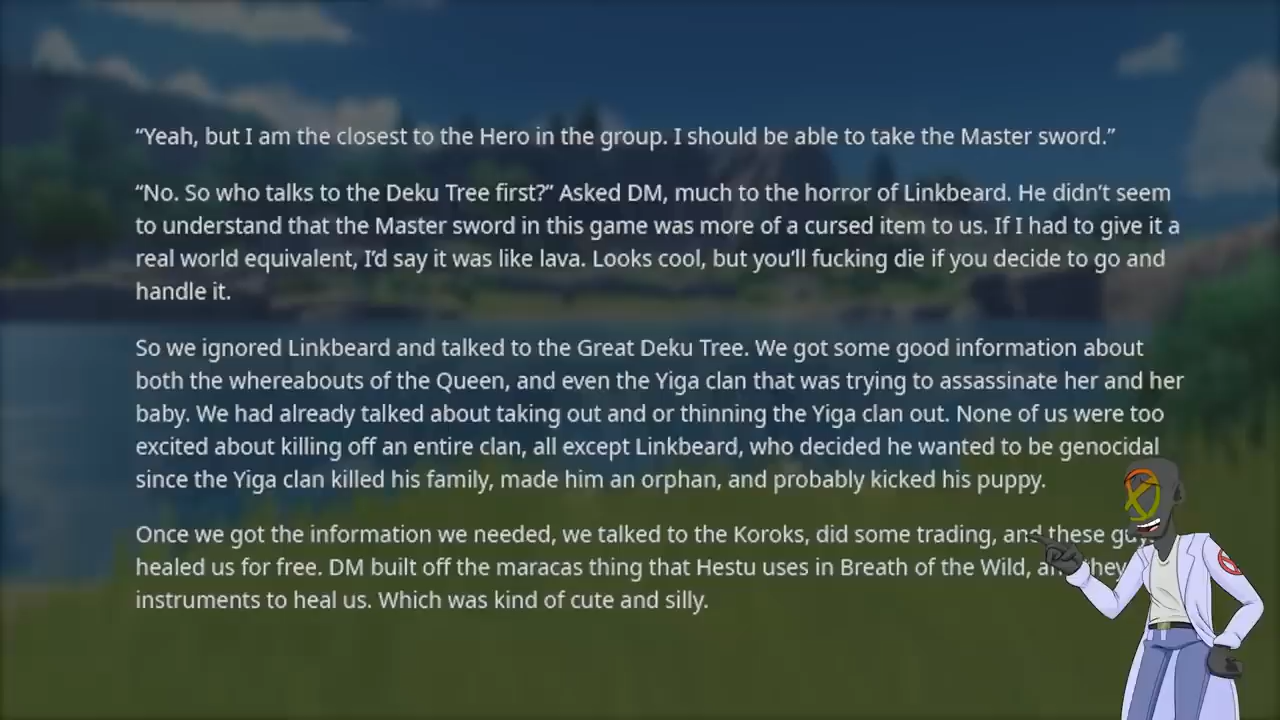 “Yeah, but I am the closest to the Hero in the group. I should be able to take the Master sword.”
“No. So who talks to the Deku Tree first?” Asked DM, much to the horror of Linkbeard. He didn’t seem
to understand that the Master sword in this game was more of a cursed item to us. If I had to give it a
real world equivalent, I’d say it was like lava. Looks cool, but you’ll fucking die if you decide to go and
handle it.
So we ignored Linkbeard and talked to the Great Deku Tree. We got some good information about
both the whereabouts of the Queen, and even the Yiga clan that was trying to assassinate her and her
baby. We had already talked about taking out and or thinning the Yiga clan out. None of us were too
excited about killing off an entire clan, all except Linkbeard, who decided he wanted to be genocidal
since the Yiga clan killed his family, made him an orphan, and probably kicked his puppy.
Once we got the information we needed, we talked to the Koroks, did some trading, and these
healed us for free. DM built off the maracas thing that Hestu uses in Breath of the Wild, they
instruments to heal us. Which was kind of cute and silly.